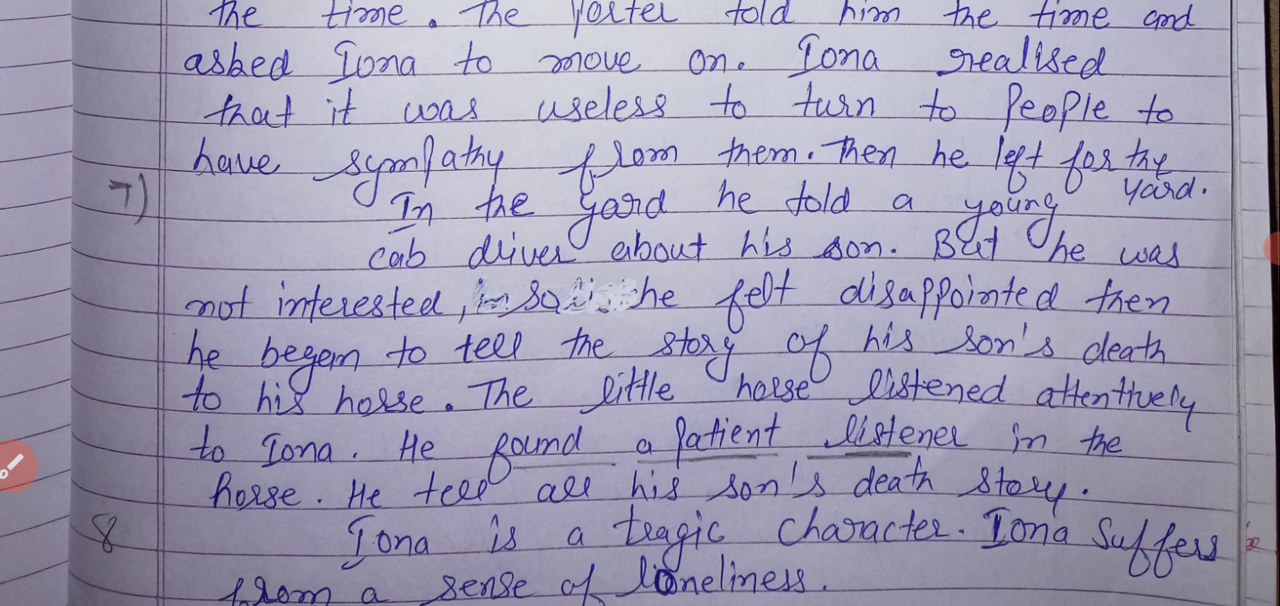 the time. The Porter told him the time and
asked Iona to move on. Iona realised
that it was useless to turn to People to
have sympathy from them. Then he left for the
yard.
7) In the yard he told a young
cab driver about his son. But he was
not interested, so he felt disappointed then
he began to tell the story of his son's death
to his horse. The little horse listened attentively
to Iona. He found a patient listener in the
horse. He tell all his son's death story.
8 Iona is a tragic character. Iona Suffers
from a sense of loneliness.